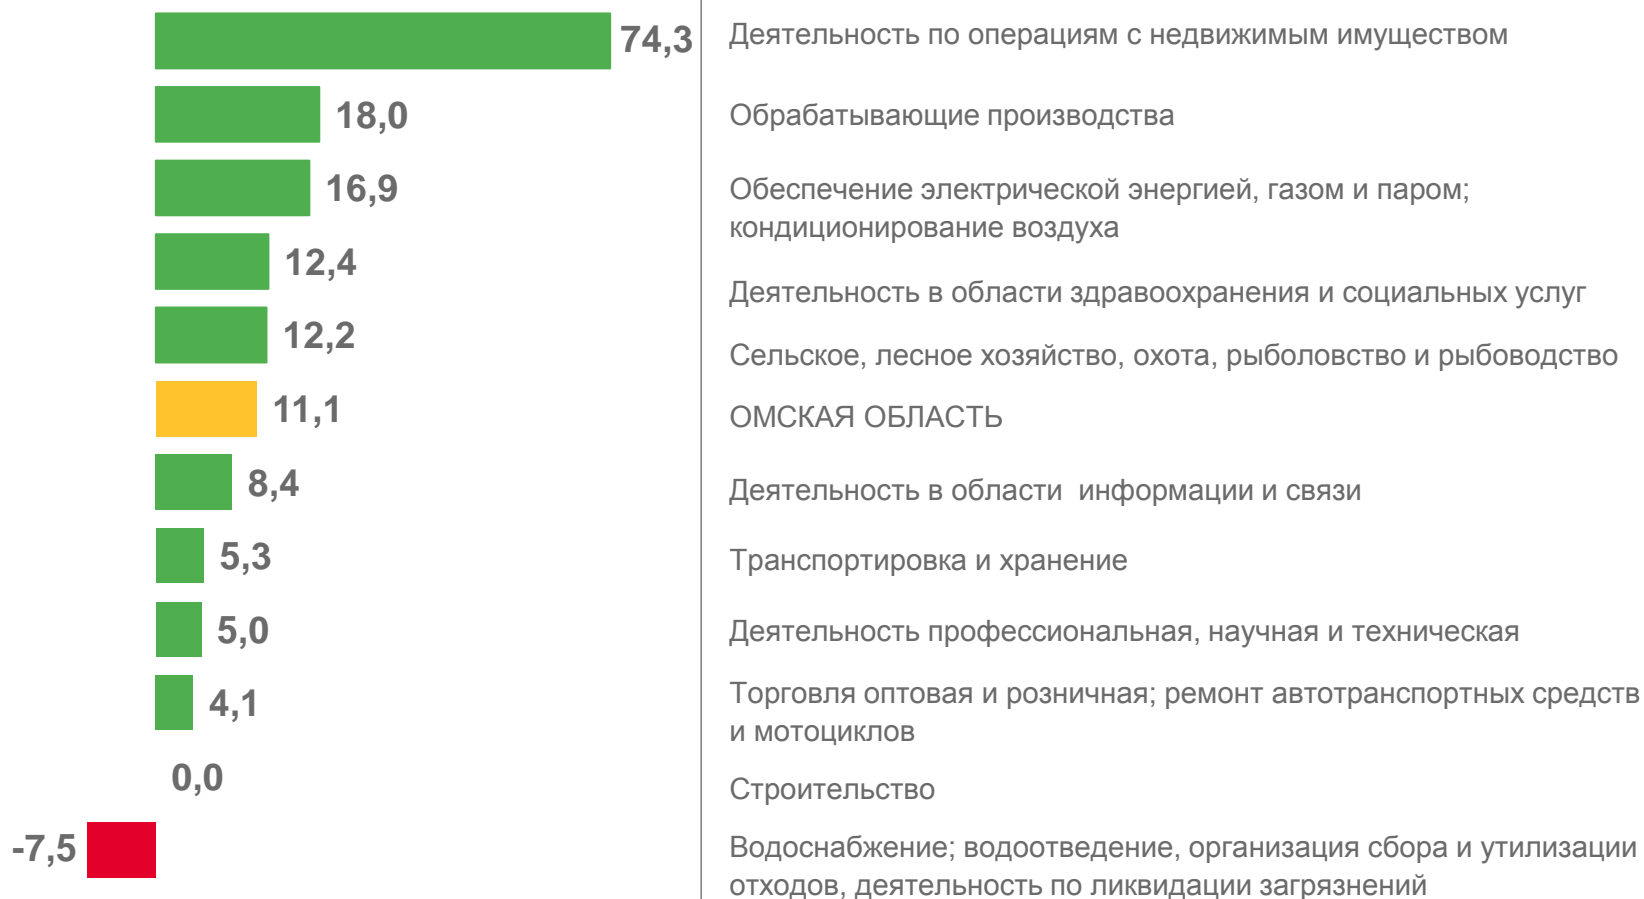 74,3 Деятельность по операциям с недвижимым имуществом
18,0 Обрабатывающие производства
16,9 Обеспечение электрической энергией, газом и паром;
кондиционирование воздуха
12,4 Деятельность в области здравоохранения и социальных услуг
12,2 Сельское, лесное хозяйство, охота, рыболовство и рыбоводство
11,1 ОМСКАЯ ОБЛАСТЬ
8,4 Деятельность в области информации и связи
5,3 Транспортировка и хранение
5,0 Деятельность профессиональная, научная и техническая
4,1 Торговля оптовая и розничная; ремонт автотранспортных средств
и мотоциклов
0,0 Строительство
-7,5 Водоснабжение; водоотведение, организация сбора и утилизации
отходов, деятельность по ликвидации загрязнений